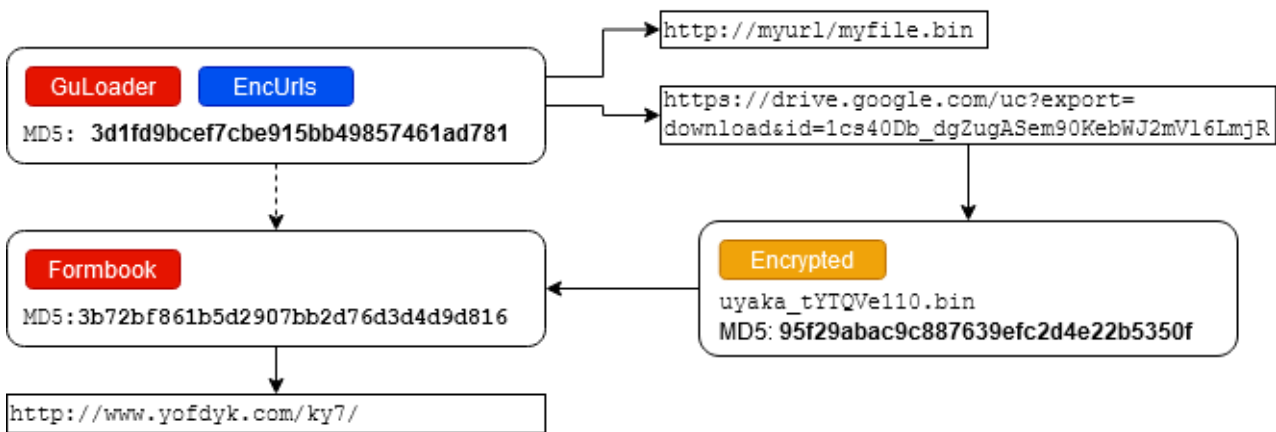 http://myurl/myfile.bin
GuLoader EncUrls
MD5: 3d1fd9bcef7cbe915bb49857461ad781
https://drive.google.com/uc?export=
download&id=1cs40Db_dgZugASem90KebWJ2mVl6LmjR
Formbook
MD5:3b72bf861b5d2907bb2d76d3d4d9d816
Encrypted
uyaka_tYTQVe110.bin
MD5: 95f29abac9c887639efc2d4e22b5350f
http://www.yofdyk.com/ky7/